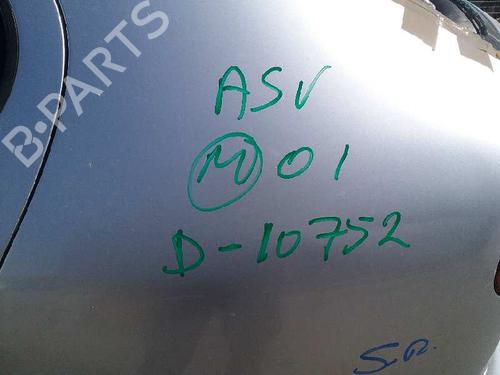 B-PARTS
ASV
M 01
D-10752
S.R.